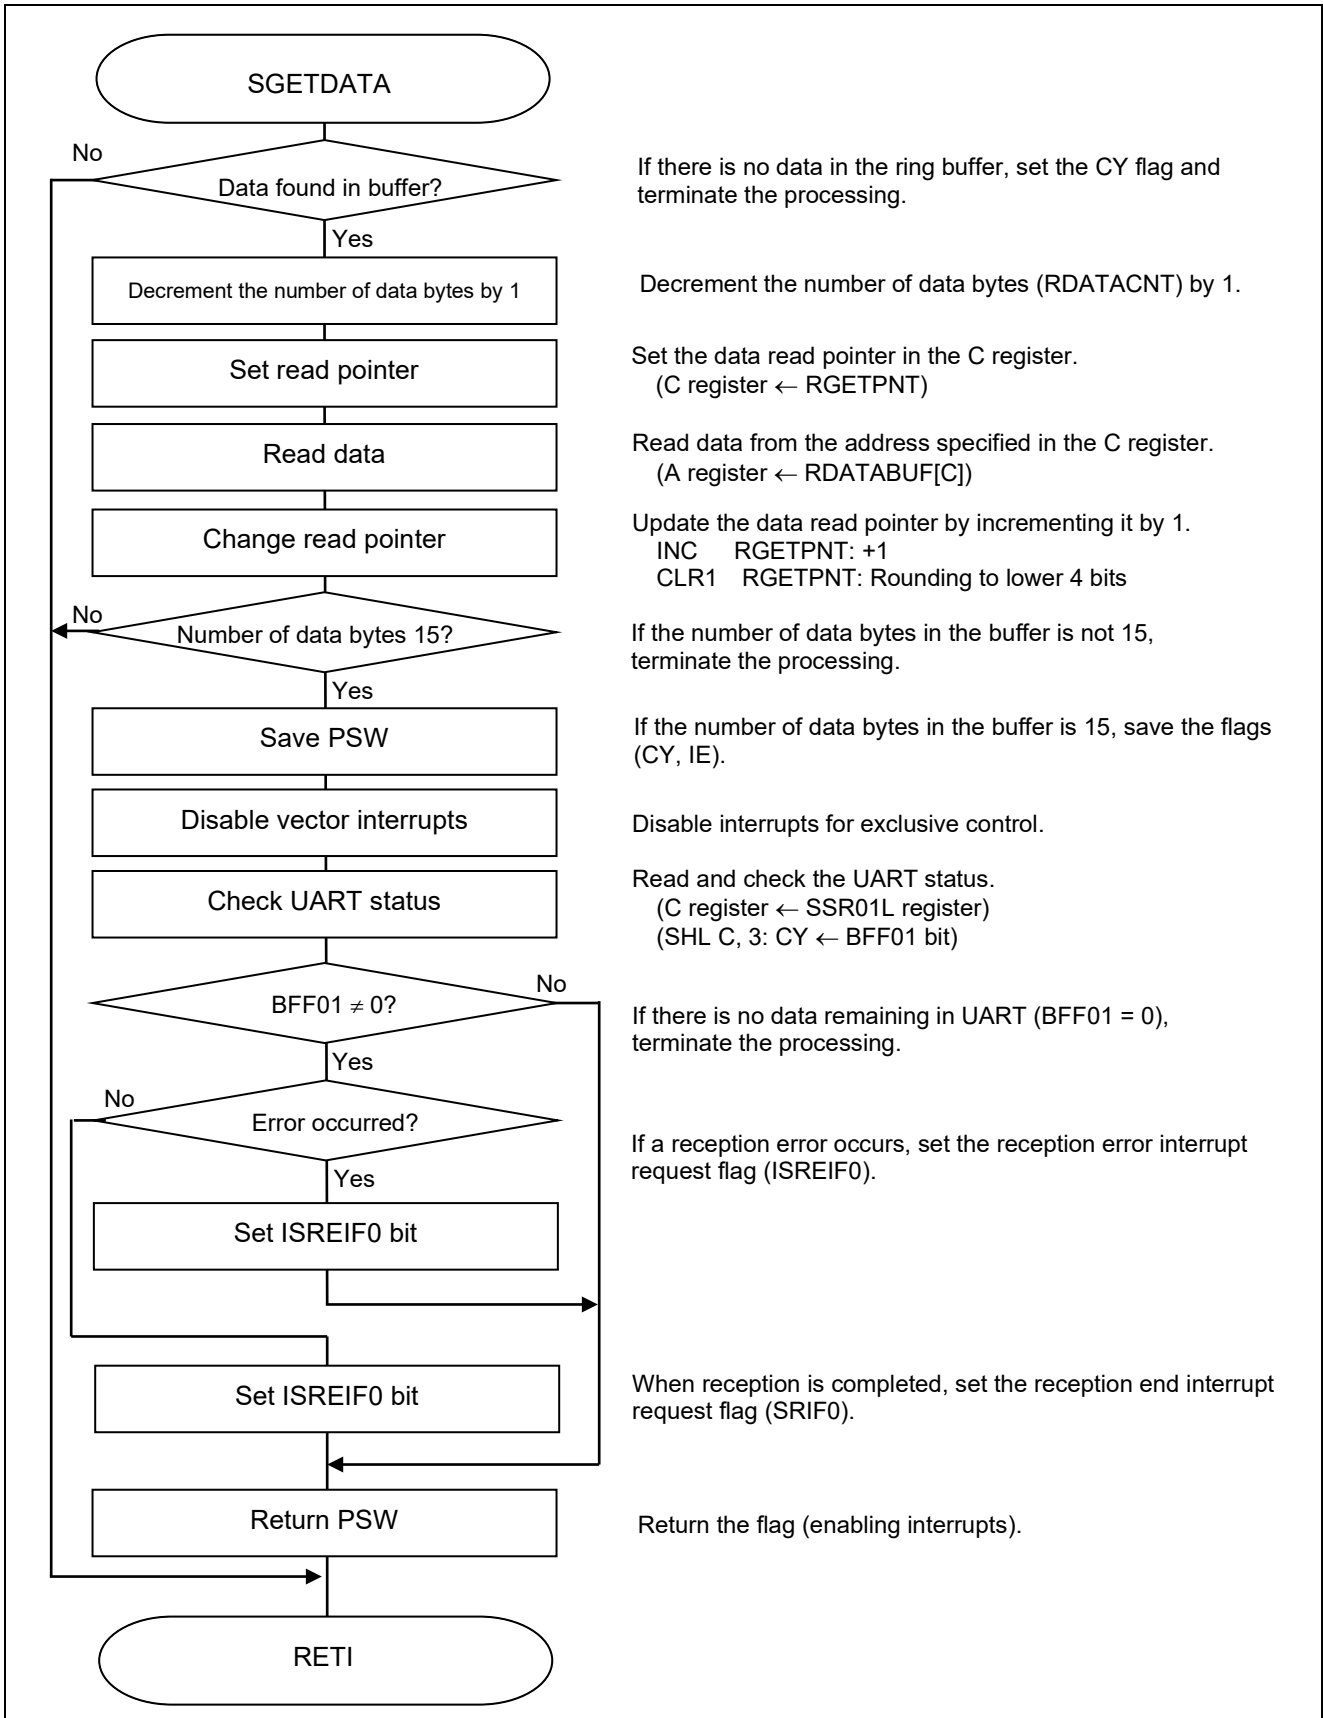 SGETDATA
No
Data found in buffer?
If there is no data in the ring buffer, set the CY flag and
terminate the processing.
Yes
Decrement the number of data bytes by 1
Decrement the number of data bytes (RDATACNT) by 1.
Set read pointer
Set the data read pointer in the C register.
(C register ← RGETPNT)
Read data
Read data from the address specified in the C register.
(A register ← RDATABUF[C])
Change read pointer
Update the data read pointer by incrementing it by 1.
INC RGETPNT: +1
CLR1 RGETPNT: Rounding to lower 4 bits
No
Number of data bytes 15?
If the number of data bytes in the buffer is not 15,
terminate the processing.
Yes
Save PSW
If the number of data bytes in the buffer is 15, save the flags
(CY, IE).
Disable vector interrupts
Disable interrupts for exclusive control.
Check UART status
Read and check the UART status.
(C register ← SSR01L register)
(SHL C, 3: CY ← BFF01 bit)
BFF01 ≠ 0?
No
If there is no data remaining in UART (BFF01 = 0),
terminate the processing.
Yes
No
Error occurred?
If a reception error occurs, set the reception error interrupt
request flag (ISREIF0).
Yes
Set ISREIF0 bit
Set ISREIF0 bit
When reception is completed, set the reception end interrupt
request flag (SRIF0).
Return PSW
Return the flag (enabling interrupts).
RETI